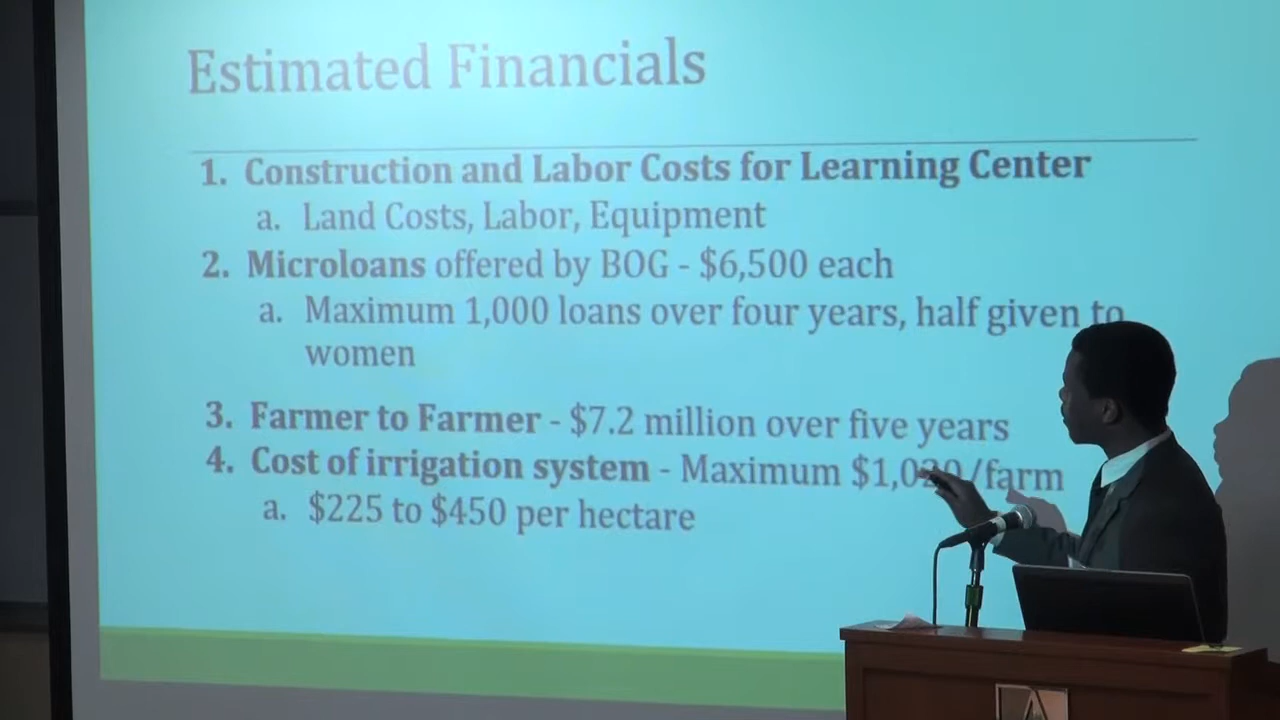 Estimated Financials
1. Construction and Labor Costs for Learning Center
a. Land Costs, Labor, Equipment
2. Microloans offered by BOG - $6,500 each
a. Maximum 1,000 loans over four years, half given to
women
3. Farmer to Farmer - $7.2 million over five years
4. Cost of irrigation system - Maximum /farm
a. $225 to $450 per hectare